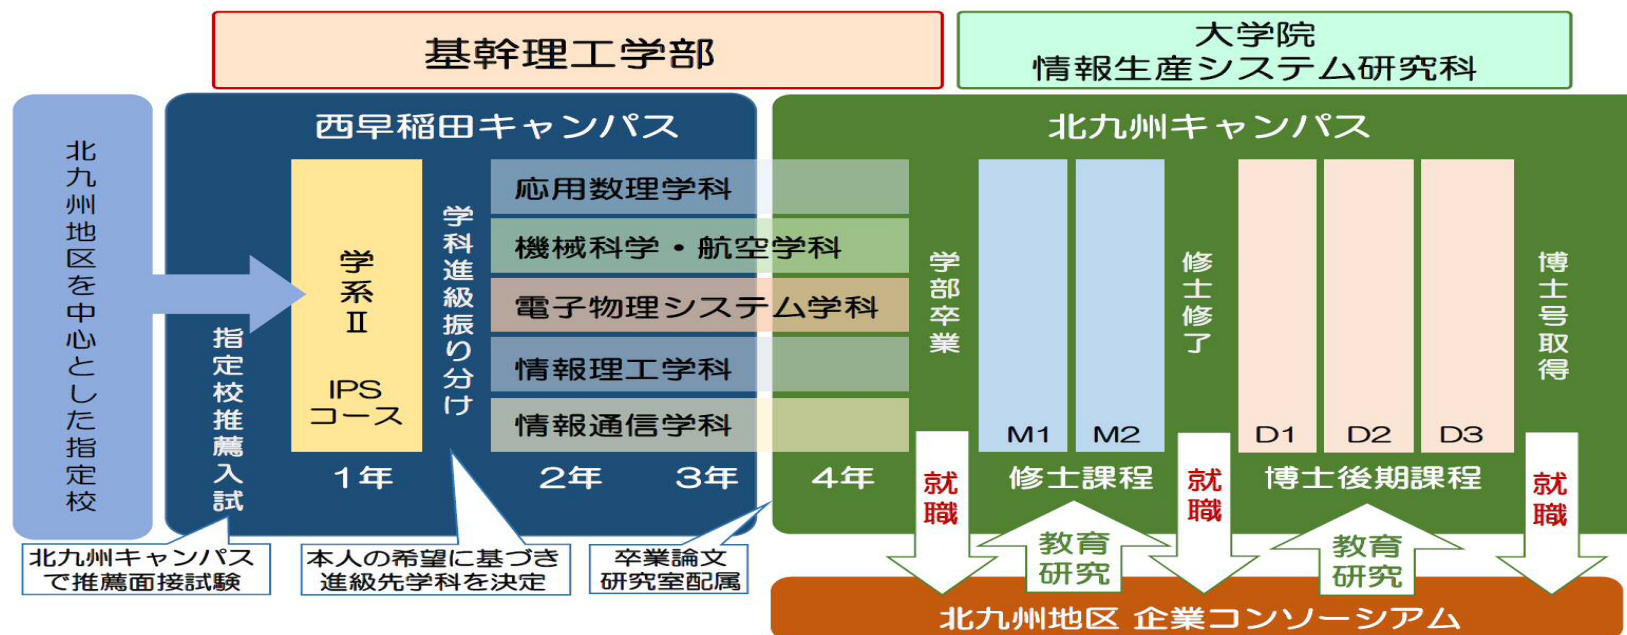 基幹理工学部
大学院
情報生産システム研究科
北九州地区を中心とした指定校
西早稲田キャンパス
指定校推薦入試
学系Ⅱ
IPS
コース
学科進級振り分け
応用数理学科
機械科学・航空学科
電子物理システム学科
情報理工学科
情報通信学科
1年
2年
3年
4年
北九州キャンパス
学部卒業
M1
M2
修士課程
修士修了
D1
D2
D3
博士後期課程
博士号取得
就職
教育
研究
就職
教育
研究
就職
北九州キャンパス
で推薦面接試験
本人の希望に基づき
進級先学科を決定
卒業論文
研究室配属
北九州地区 企業コンソーシアム